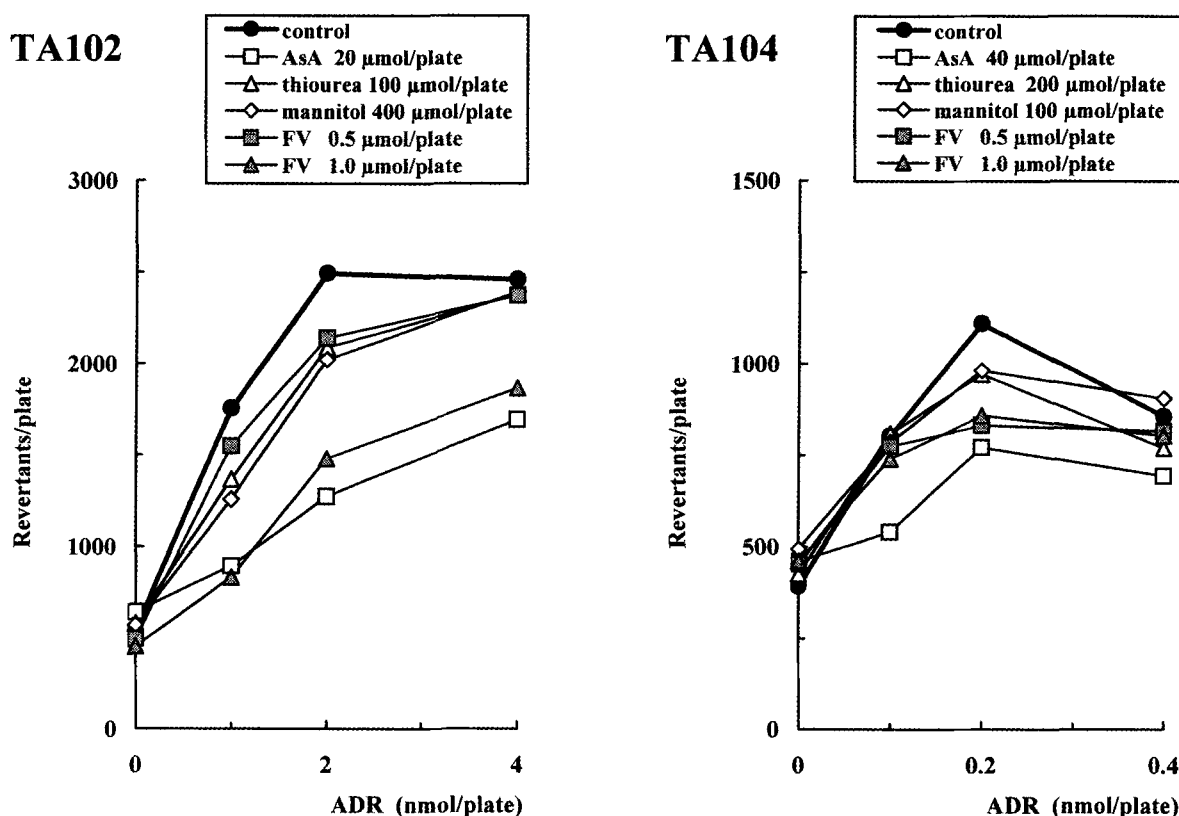 TA102
control
AsA 20 µmol/plate
thiourea 100 µmol/plate
mannitol 400 µmol/plate
FV 0.5 µmol/plate
FV 1.0 µmol/plate
3000
2000
1000
0
Revertants/plate
0
2
4
ADR (nmol/plate)
TA104
control
AsA 40 µmol/plate
thiourea 200 µmol/plate
mannitol 100 µmol/plate
FV 0.5 µmol/plate
FV 1.0 µmol/plate
1500
1000
500
0
Revertants/plate
0
0.2
0.4
ADR (nmol/plate)